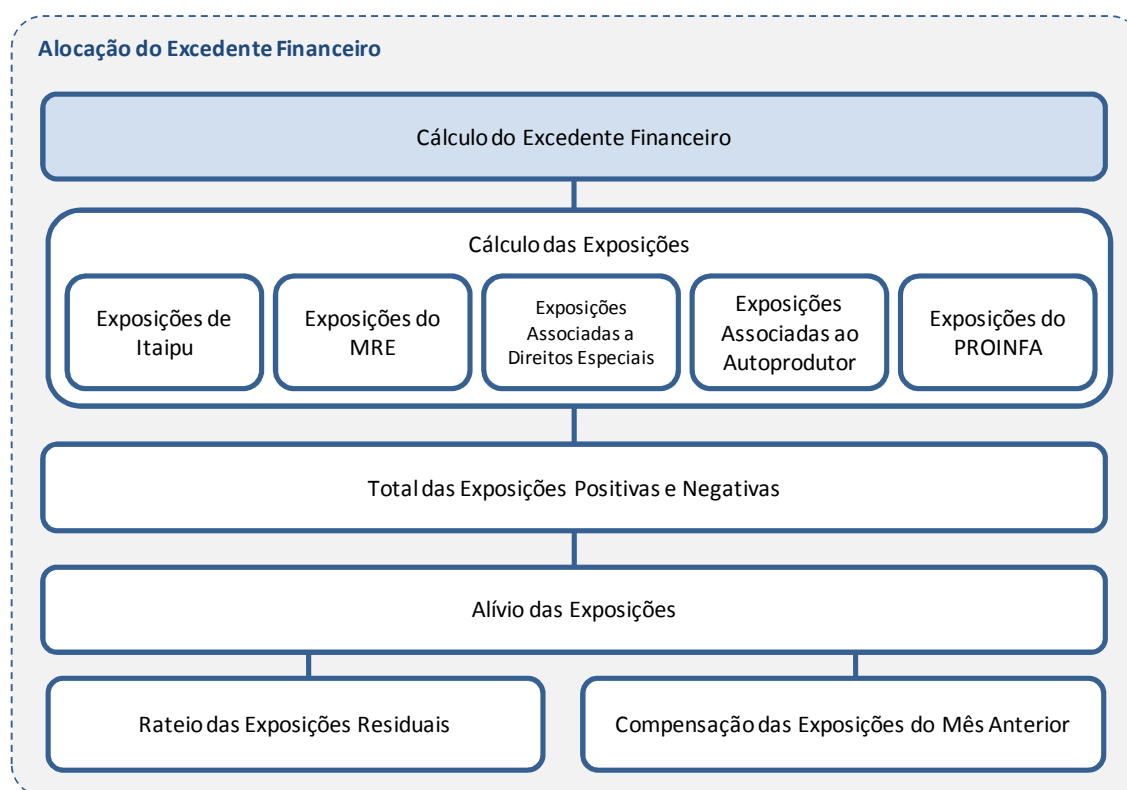 Alocação do Excedente Financeiro
Cálculo do Excedente Financeiro
Cálculo das Exposições
Exposições de
Itaipu
Exposições do
MRE
Exposições
Associadas a
Direitos Especiais
Exposições
Associadas ao
Autoprodutor
Exposições do
PROINFA
Total das Exposições Positivas e Negativas
Alívio das Exposições
Rateio das Exposições Residuais
Compensação das Exposições do Mês Anterior